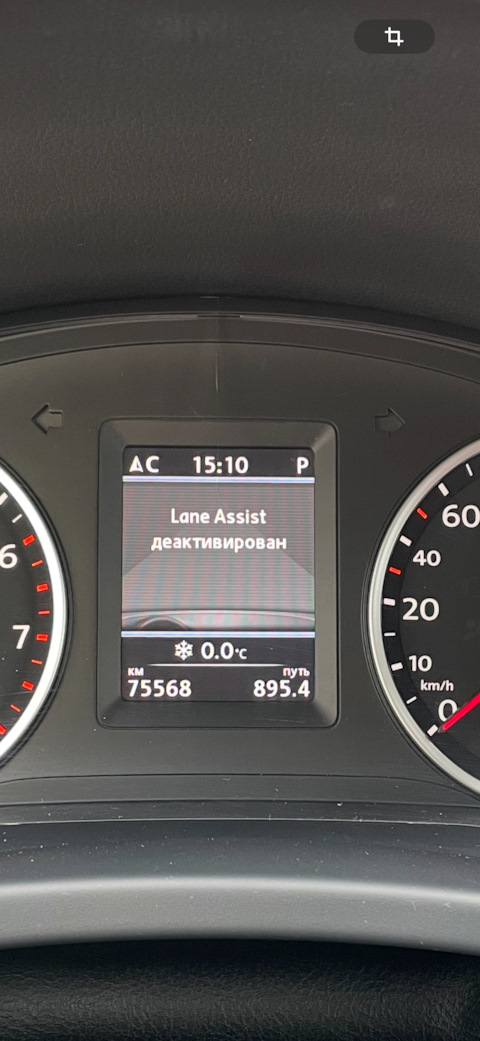 AC 15:10 P
Lane Assist
деактивирован
0.0°C
км путь
75568 895.4
6
7
60
40
20
10
km/h
0